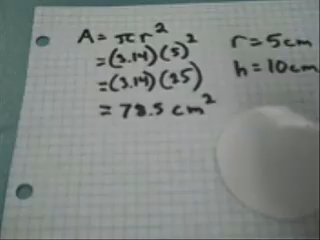 A = πr²
= (3.14)(5)²
= (3.14)(25)
= 78.5 cm²
r = 5cm
h = 10cm